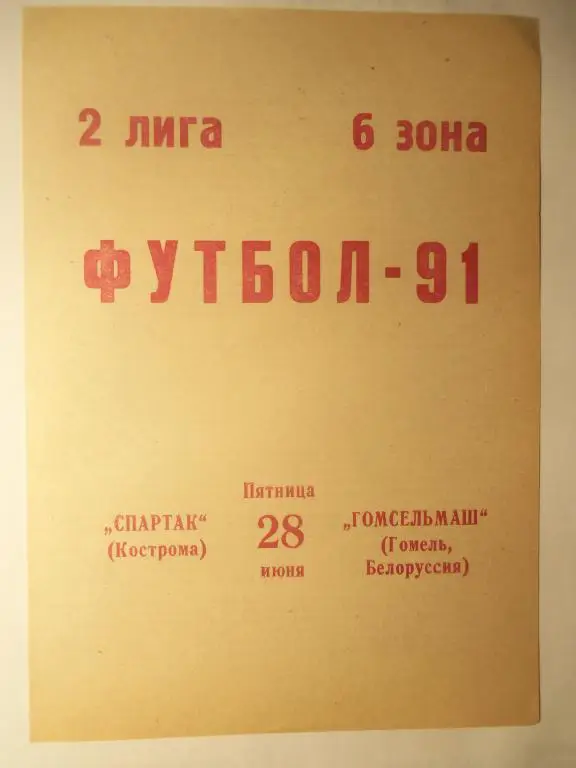 2 лига 6 зона
ФУТБОЛ-91
Пятница
„СПАРТАК“ 28 „ГОМСЕЛЬМАШ“
(Кострома) июня (Гомель,
Белоруссия)